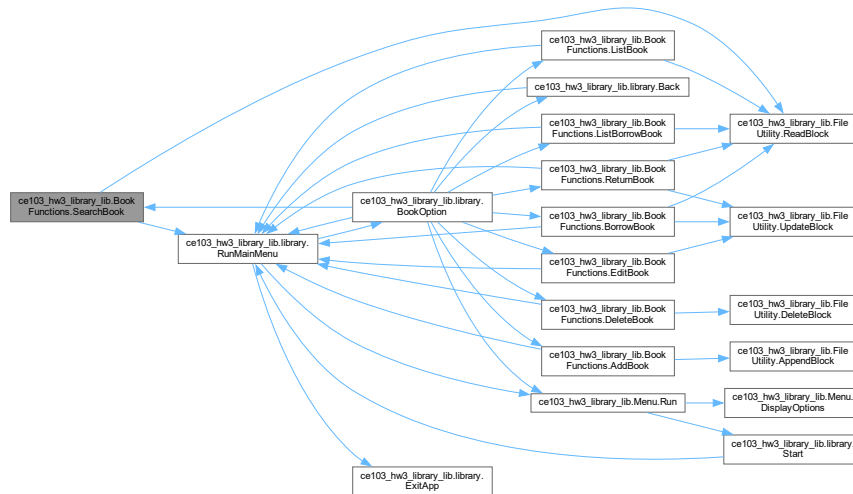 ce103_hw3_library_lib.Book
Functions.SearchBook
ce103_hw3_library_lib.library.
RunMainMenu
ce103_hw3_library_lib.library.
BookOption
ce103_hw3_library_lib.library.
ExitApp
ce103_hw3_library_lib.Book
Functions.ListBook
ce103_hw3_library_lib.library.Back
ce103_hw3_library_lib.Book
Functions.ListBorrowBook
ce103_hw3_library_lib.Book
Functions.ReturnBook
ce103_hw3_library_lib.Book
Functions.BorrowBook
ce103_hw3_library_lib.Book
Functions.EditBook
ce103_hw3_library_lib.Book
Functions.DeleteBook
ce103_hw3_library_lib.Book
Functions.AddBook
ce103_hw3_library_lib.Menu.Run
ce103_hw3_library_lib.File
Utility.ReadBlock
ce103_hw3_library_lib.File
Utility.UpdateBlock
ce103_hw3_library_lib.File
Utility.DeleteBlock
ce103_hw3_library_lib.File
Utility.AppendBlock
ce103_hw3_library_lib.Menu.
DisplayOptions
ce103_hw3_library_lib.library.
Start